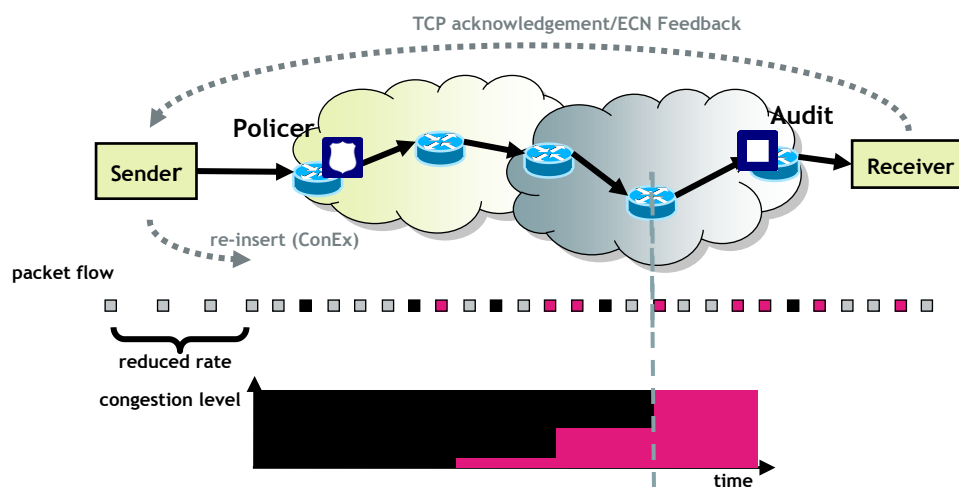 TCP acknowledgement/ECN Feedback
Policer
Audit
Sender
Receiver
re-insert (ConEx)
packet flow
reduced rate
congestion level
time